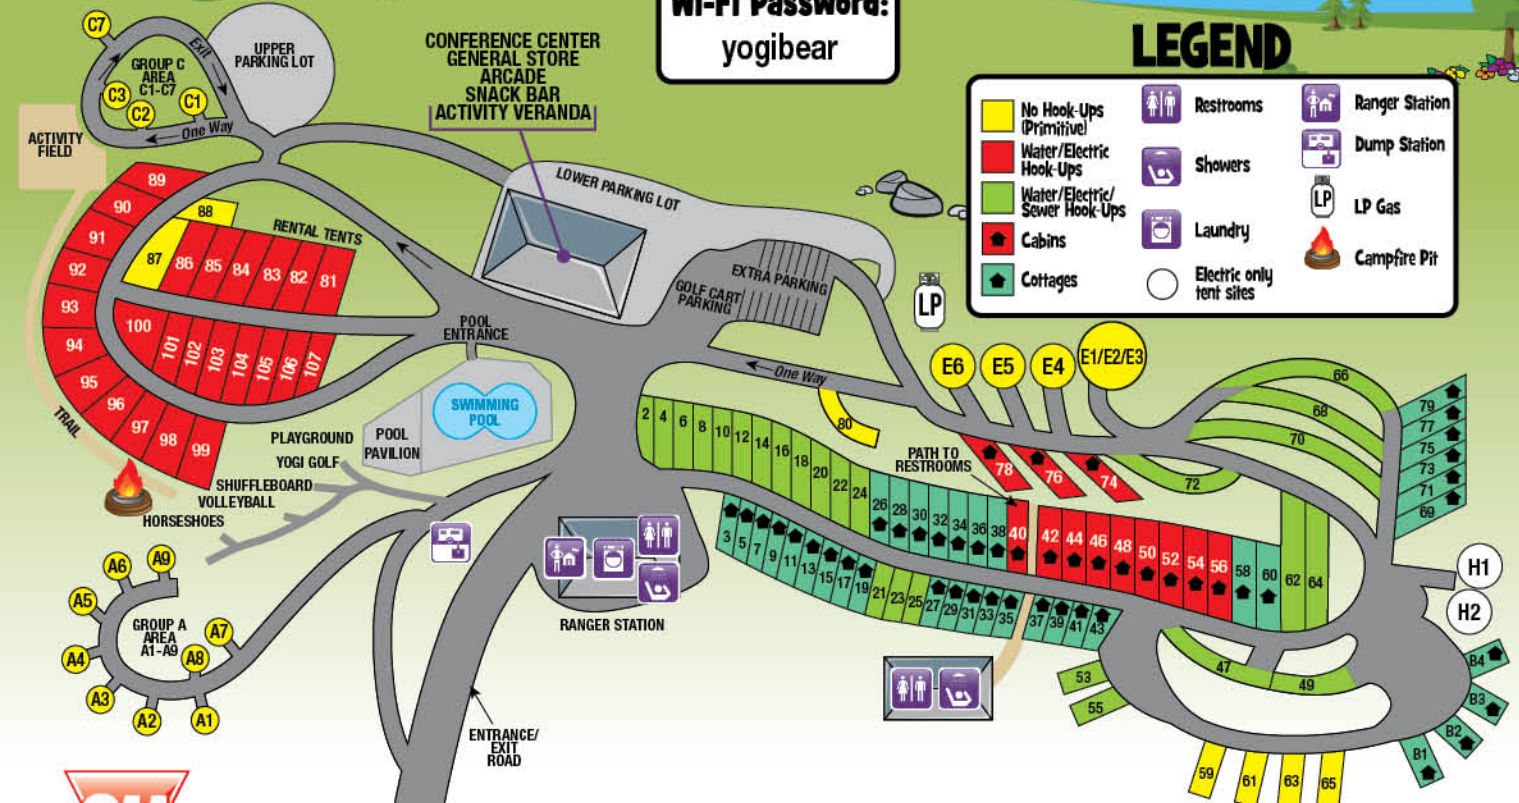 Wi-Fi Password:
yogibear
LEGEND
No Hook-Ups
(Primitive)
Water/Electric
Hook-Ups
Water/Electric/
Sewer Hook-Ups
Cabins
Cottages
Restrooms
Showers
Laundry
Electric only
tent sites
Ranger Station
Dump Station
LP
LP Gas
Campfire Pit
C7
Exit
GROUP C
AREA
C1-C7
C3
C2
C1
One Way
UPPER
PARKING LOT
CONFERENCE CENTER
GENERAL STORE
ARCADE
SNACK BAR
ACTIVITY VERANDA
ACTIVITY
FIELD
LOWER PARKING LOT
89
90
91
92
93
94
95
96
97
98
99
88
87
86
85
84
83
82
81
RENTAL TENTS
100
101
102
103
104
105
106
107
TRAIL
EXTRA PARKING
GOLF CART
PARKING
LP
POOL
ENTRANCE
SWIMMING
POOL
POOL
PAVILION
PLAYGROUND
YOGI GOLF
SHUFFLEBOARD
VOLLEYBALL
HORSESHOES
One Way
E6
E5
E4
E1/E2/E3
80
78
76
74
72
66
68
70
79
77
75
73
71
69
PATH TO
RESTROOMS
2
4
6
8
10
12
14
16
18
20
22
24
26
28
30
32
34
36
38
40
42
44
46
48
50
52
54
56
58
60
62
64
3
5
7
9
11
13
15
17
19
21
23
25
27
29
31
33
35
37
39
41
43
H1
H2
A9
A6
A5
A4
A3
A2
A1
A8
A7
GROUP A
AREA
A1-A9
RANGER STATION
ENTRANCE/
EXIT
ROAD
53
55
47
49
B4
B3
B2
B1
59
61
63
65